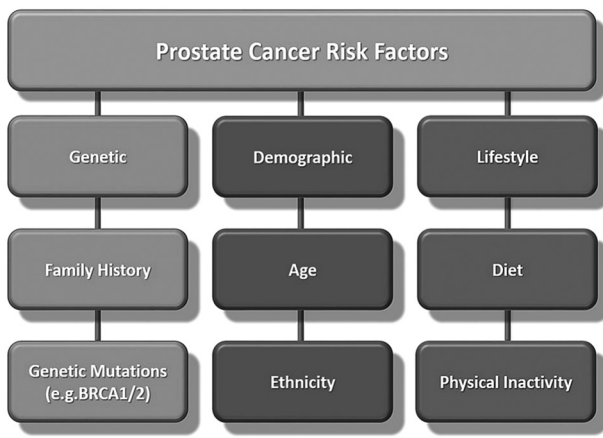 Prostate Cancer Risk Factors
Genetic
Demographic
Lifestyle
Family History
Age
Diet
Genetic Mutations
(e.g.BRCA1/2)
Ethnicity
Physical Inactivity